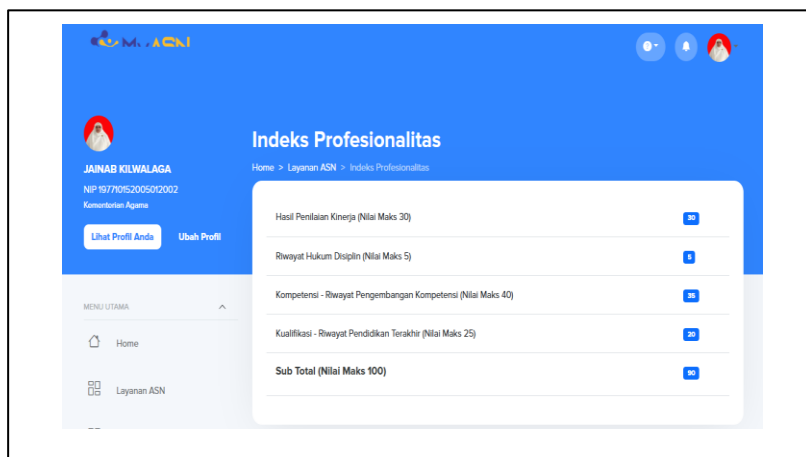 MyASN
Indeks Profesionalitas
Home > Layanan ASN > Indeks Profesionalitas
JAINAB KILWALAGA
NIP 197710152005012002
Kementerian Agama
Lihat Profil Anda Ubah Profil
MENU UTAMA
Home
Layanan ASN
Hasil Penilaian Kinerja (Nilai Maks 30) 30
Riwayat Hukum Disiplin (Nilai Maks 5) 5
Kompetensi - Riwayat Pengembangan Kompetensi (Nilai Maks 40) 35
Kualifikasi - Riwayat Pendidikan Terakhir (Nilai Maks 25) 20
Sub Total (Nilai Maks 100) 90